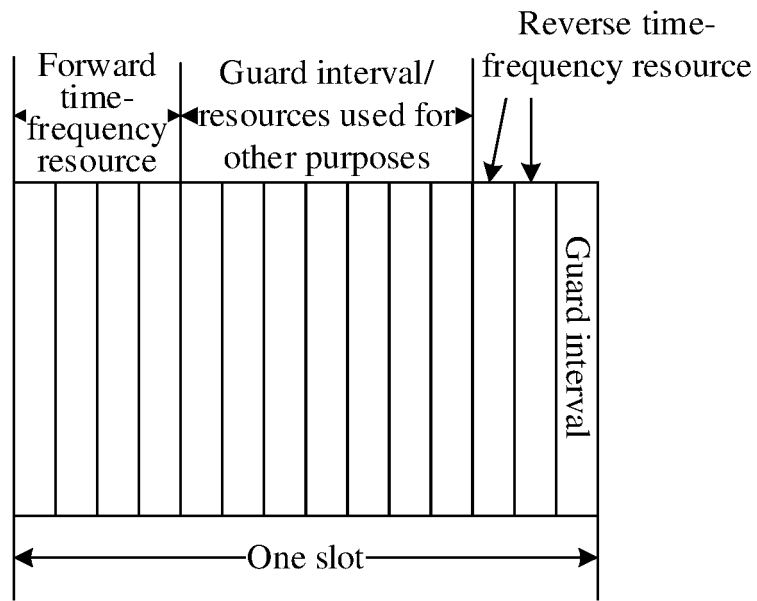 Forward
time-
frequency
resource
Guard interval/
resources used for
other purposes
Reverse time-
frequency resource
Guard interval
One slot